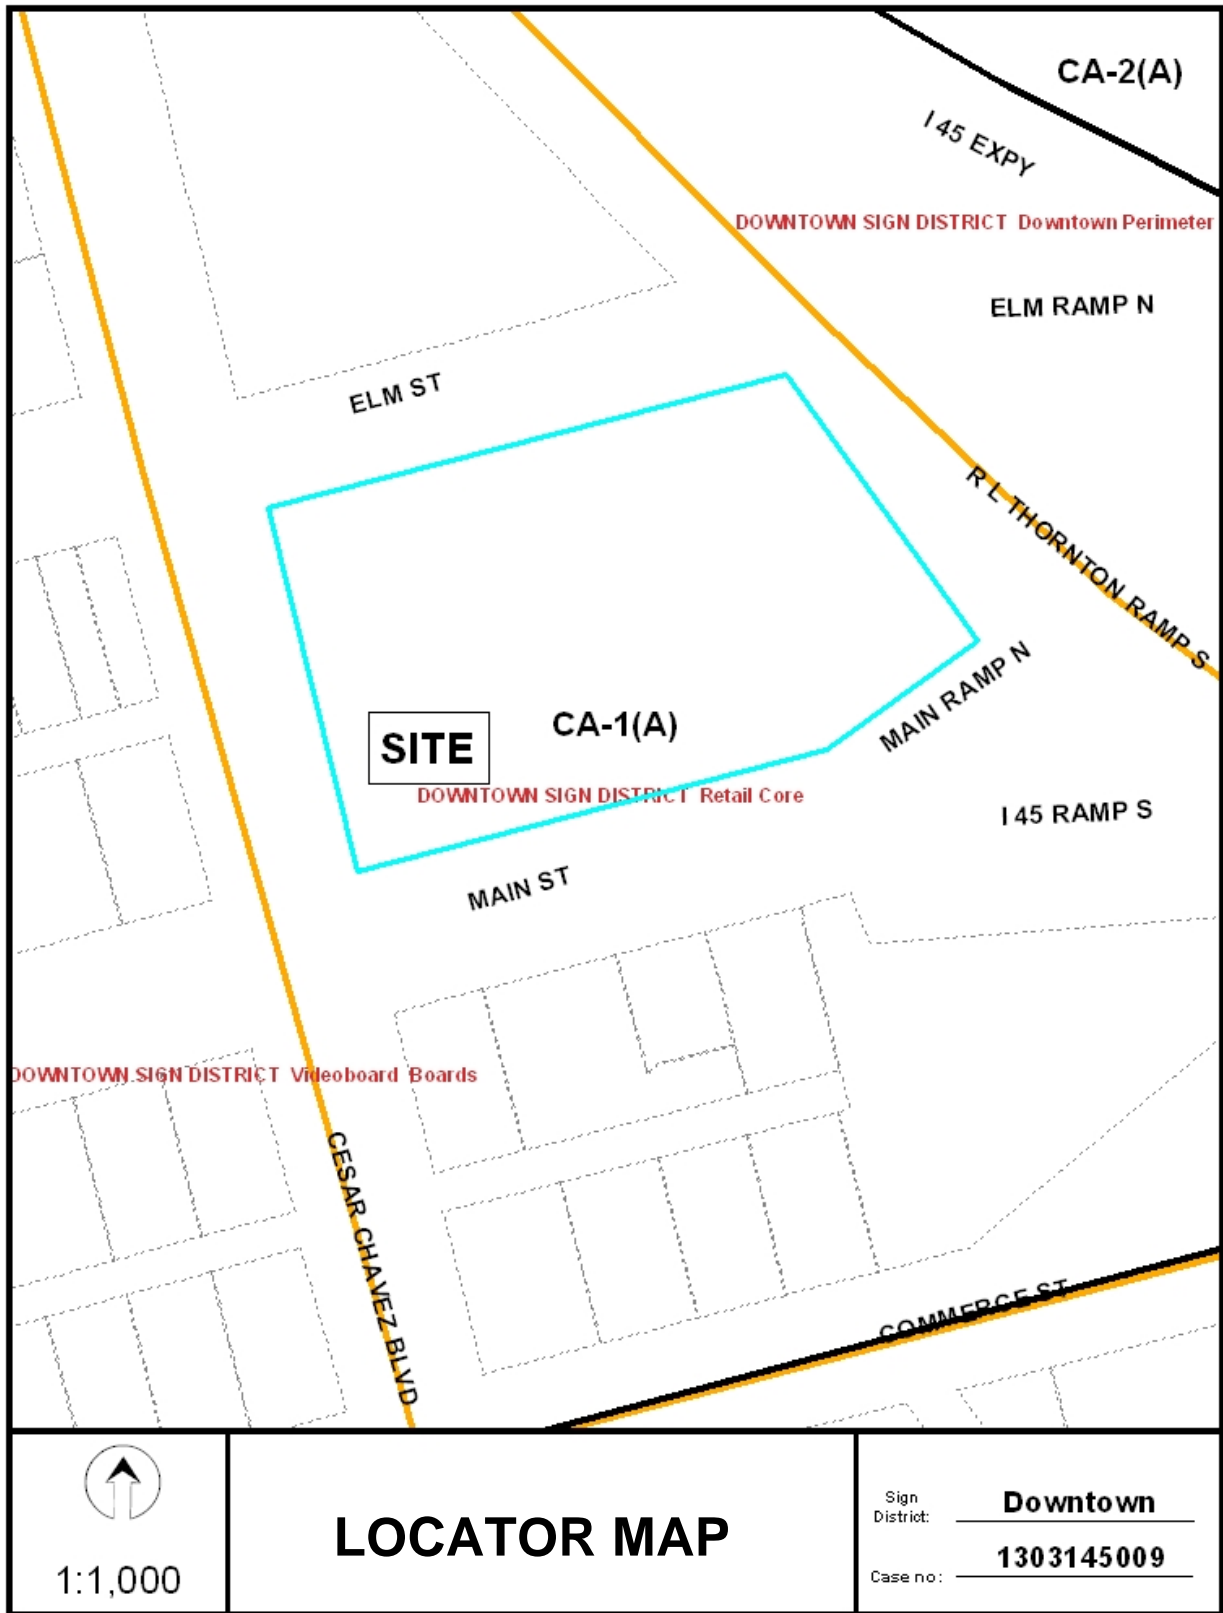 CA-2(A)
I 45 EXPY
DOWNTOWN SIGN DISTRICT Downtown Perimeter
ELM RAMP N
ELM ST
R L THORNTON RAMP S
MAIN RAMP N
CA-1(A)
SITE
DOWNTOWN SIGN DISTRICT Retail Core
I 45 RAMP S
MAIN ST
DOWNTOWN SIGN DISTRICT Videoboard Boards
CESAR CHAVEZ BLVD
COMMERCE ST
1:1,000
LOCATOR MAP
Sign District: Downtown
Case no: 1303145009